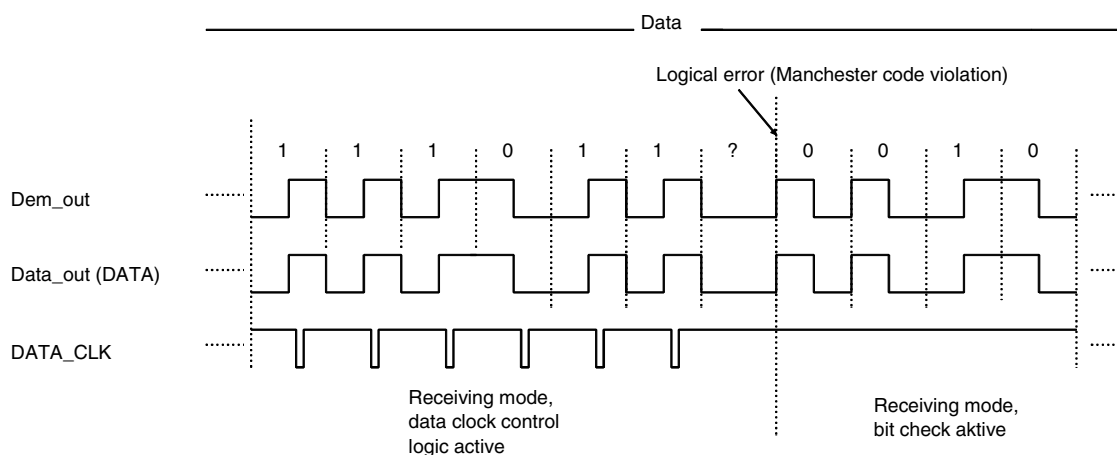 Data
Logical error (Manchester code violation)
1 1 1 0 1 1 ? 0 0 1 0
Dem_out
Data_out (DATA)
DATA_CLK
Receiving mode,
data clock control
logic active
Receiving mode,
bit check aktive